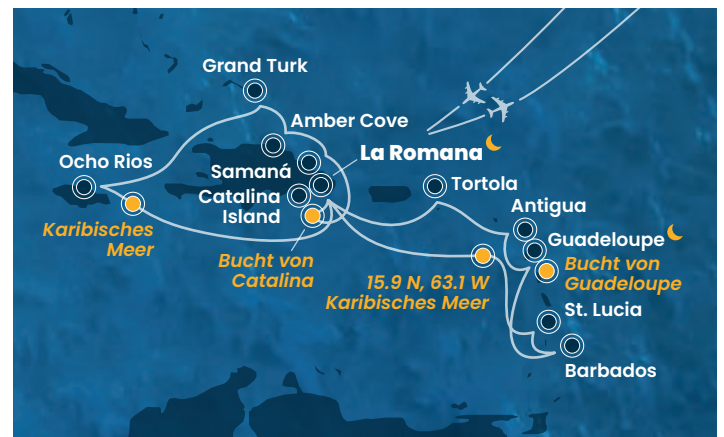 Grand Turk
Amber Cove
La Romana
Ocho Rios
Samaná
Catalina
Island
Tortola
Antigua
Guadeloupe
Karibisches
Meer
Bucht von
Catalina
15.9 N, 63.1 W
Karibisches Meer
Bucht von
Guadeloupe
St. Lucia
Barbados